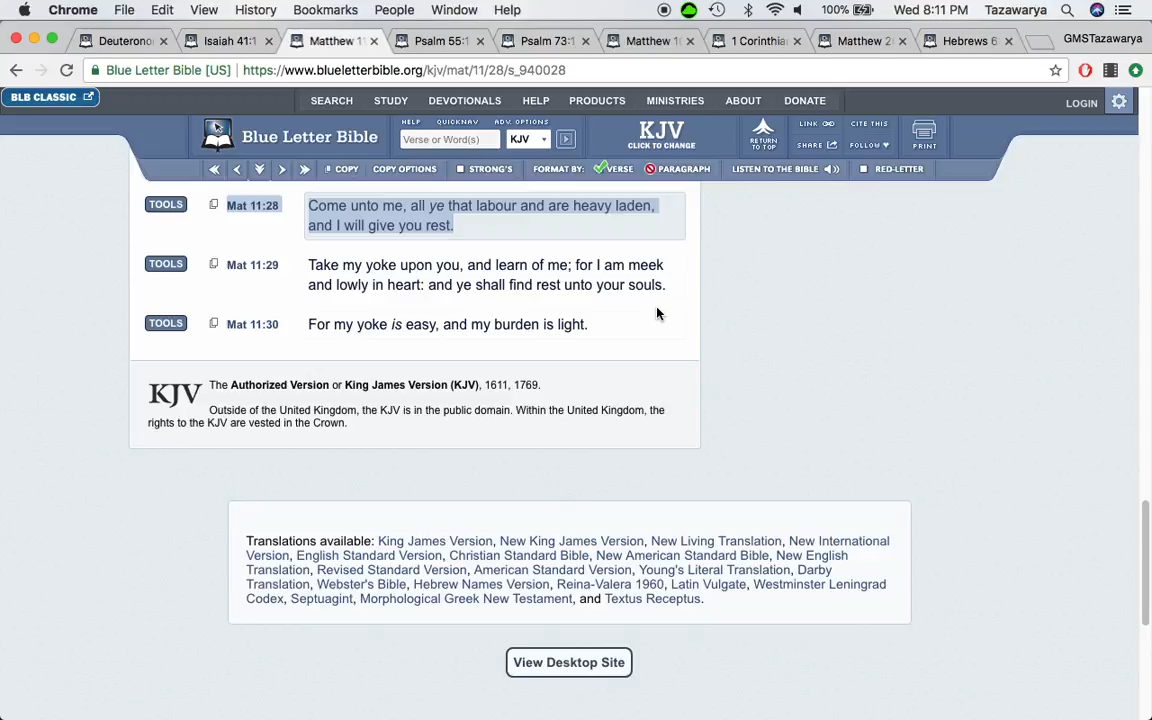 Chrome File Edit View History Bookmarks People Window Help 100% Wed 8:11 PM Tazawarya
Deuterono Isaiah 41:1 Matthew 1 Psalm 55:1 Psalm 73:1 Matthew 1 1 Corinthia Matthew 2 Hebrews 6 GMSTazawarya
Blue Letter Bible [US] https://www.blueletterbible.org/kjv/mat/11/28/s_940028
BLB CLASSIC
SEARCH STUDY DEVOTIONALS HELP PRODUCTS MINISTRIES ABOUT DONATE LOGIN
HELP QUICKNAV ADV. OPTIONS
Blue Letter Bible Verse or Word(s) KJV
KJV
CLICK TO CHANGE
RETURN
TO TOP
LINK CITE THIS
SHARE FOLLOW
PRINT
COPY COPY OPTIONS STRONG'S FORMAT BY: VERSE PARAGRAPH LISTEN TO THE BIBLE RED-LETTER
TOOLS Mat 11:28 Come unto me, all ye that labour and are heavy laden,
and I will give you rest.
TOOLS Mat 11:29 Take my yoke upon you, and learn of me; for I am meek
and lowly in heart: and ye shall find rest unto your souls.
TOOLS Mat 11:30 For my yoke is easy, and my burden is light.
KJV The Authorized Version or King James Version (KJV), 1611, 1769.
Outside of the United Kingdom, the KJV is in the public domain. Within the United Kingdom, the
rights to the KJV are vested in the Crown.
Translations available: King James Version, New King James Version, New Living Translation, New International
Version, English Standard Version, Christian Standard Bible, New American Standard Bible, New English
Translation, Revised Standard Version, American Standard Version, Young's Literal Translation, Darby
Translation, Webster's Bible, Hebrew Names Version, Reina-Valera 1960, Latin Vulgate, Westminster Leningrad
Codex, Septuagint, Morphological Greek New Testament, and Textus Receptus.
View Desktop Site